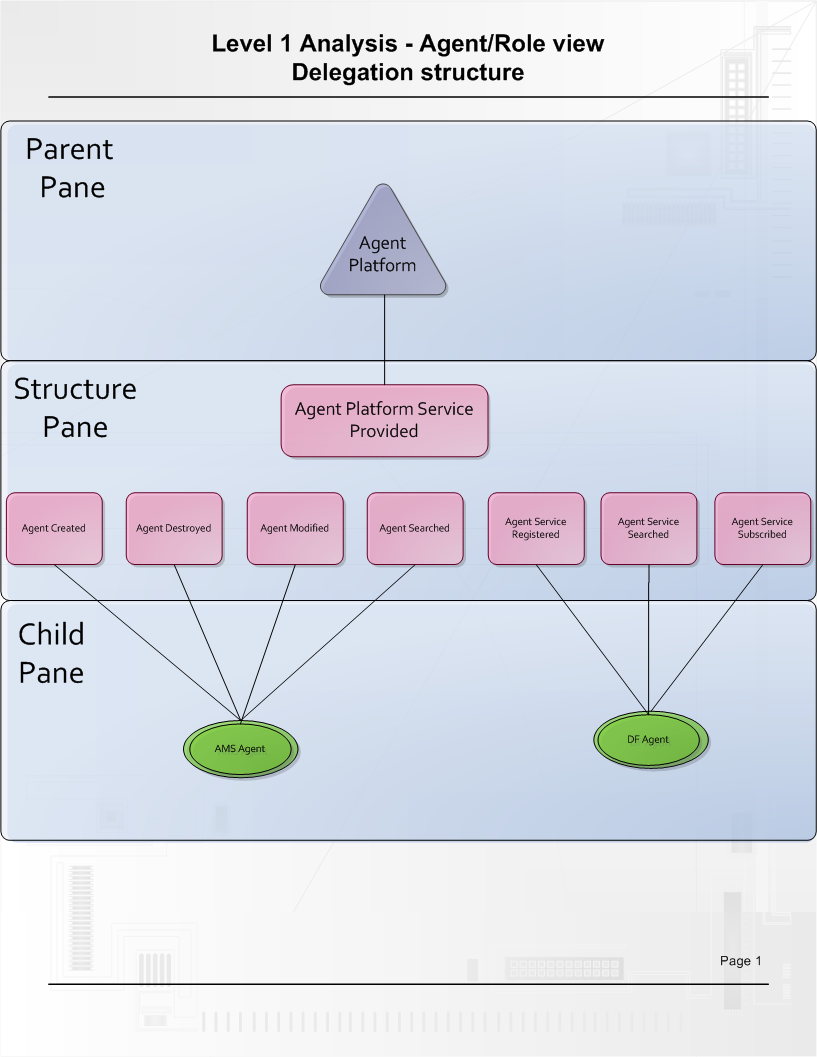 Level 1 Analysis - Agent/Role view
Delegation structure
Parent
Pane
Agent
Platform
Structure
Pane
Agent Platform Service
Provided
Agent Created
Agent Destroyed
Agent Modified
Agent Searched
Agent Service
Registered
Agent Service
Searched
Agent Service
Subscribed
Child
Pane
AMS Agent
DF Agent
Page 1